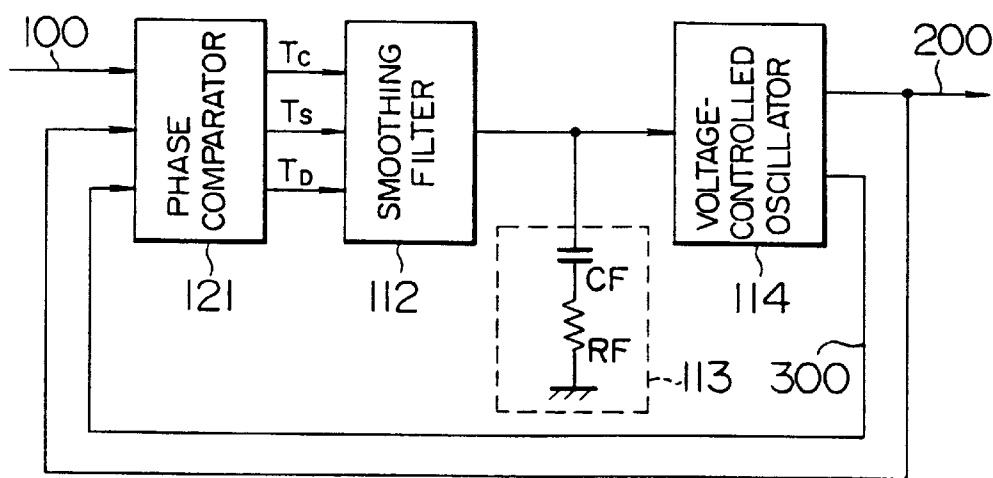 100
PHASE
COMPARATOR
121
Tc
Ts
TD
SMOOTHING
FILTER
112
CF
RF
113
VOLTAGE-
CONTROLLED
OSCILLATOR
114
200
300